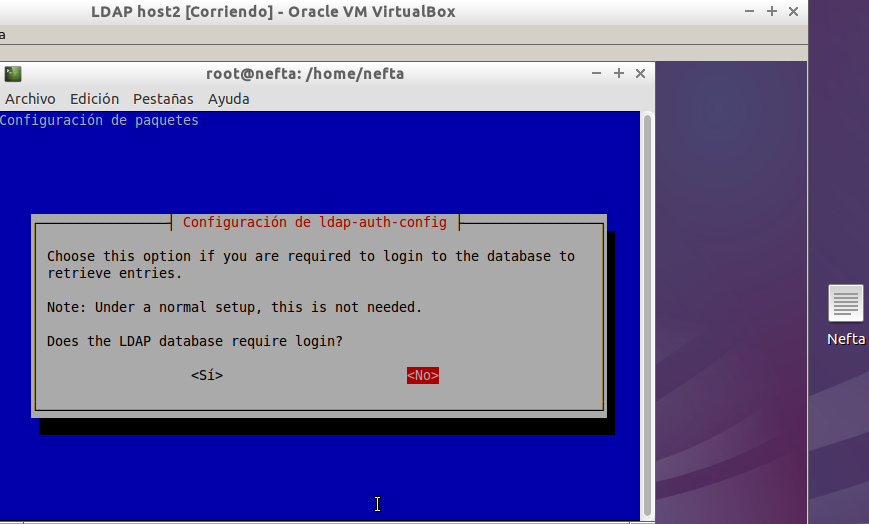 LDAP host2 [Corriendo] - Oracle VM VirtualBox
a
root@nefta: /home/nefta
Archivo Edición Pestañas Ayuda
Configuración de paquetes
Configuración de ldap-auth-config
Choose this option if you are required to login to the database to
retrieve entries.
Note: Under a normal setup, this is not needed.
Does the LDAP database require login?
<Sí> <No>
Nefta